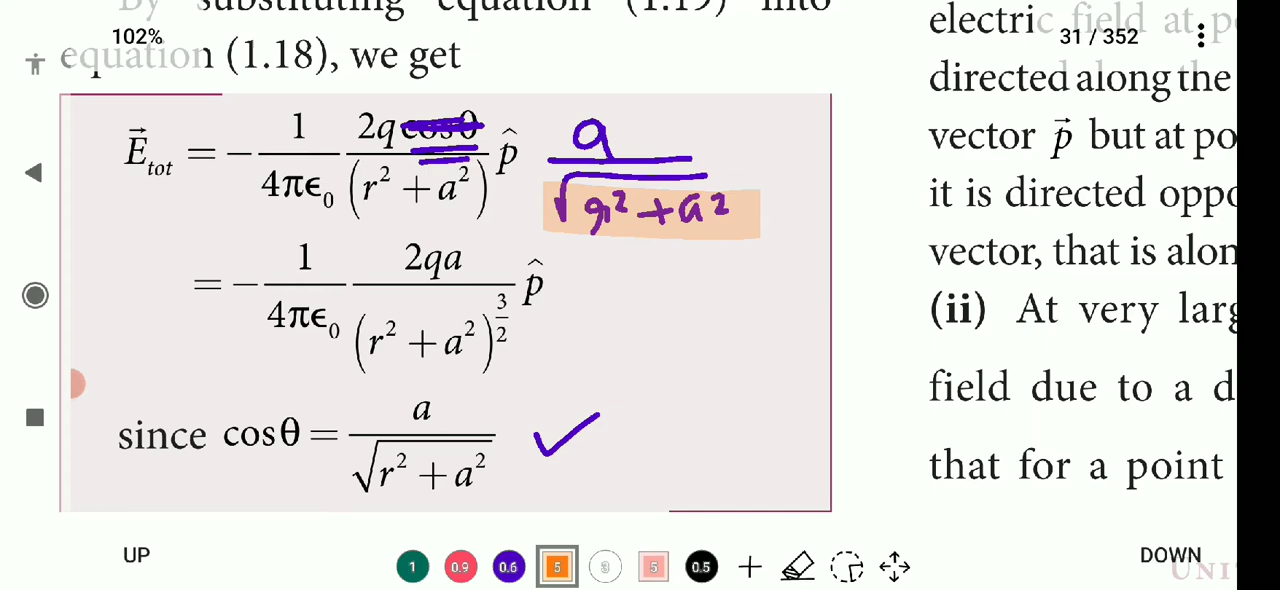 By substituting equation (1.19) into
102%
equation (1.18), we get
E⃗tot = − 1/4πϵ₀ 2q cosθ/(r² + a²) p̂ a/√r² + a²
= − 1/4πϵ₀ 2qa/(r² + a²)^3/2 p̂
since cosθ = a/√r² + a²
31 / 352
electric field at p
directed along the
vector p⃗ but at po
it is directed oppo
vector, that is alon
(ii) At very larg
field due to a d
that for a point
UP
1 0.9 0.6 5 3 5 0.5
DOWN
UNI